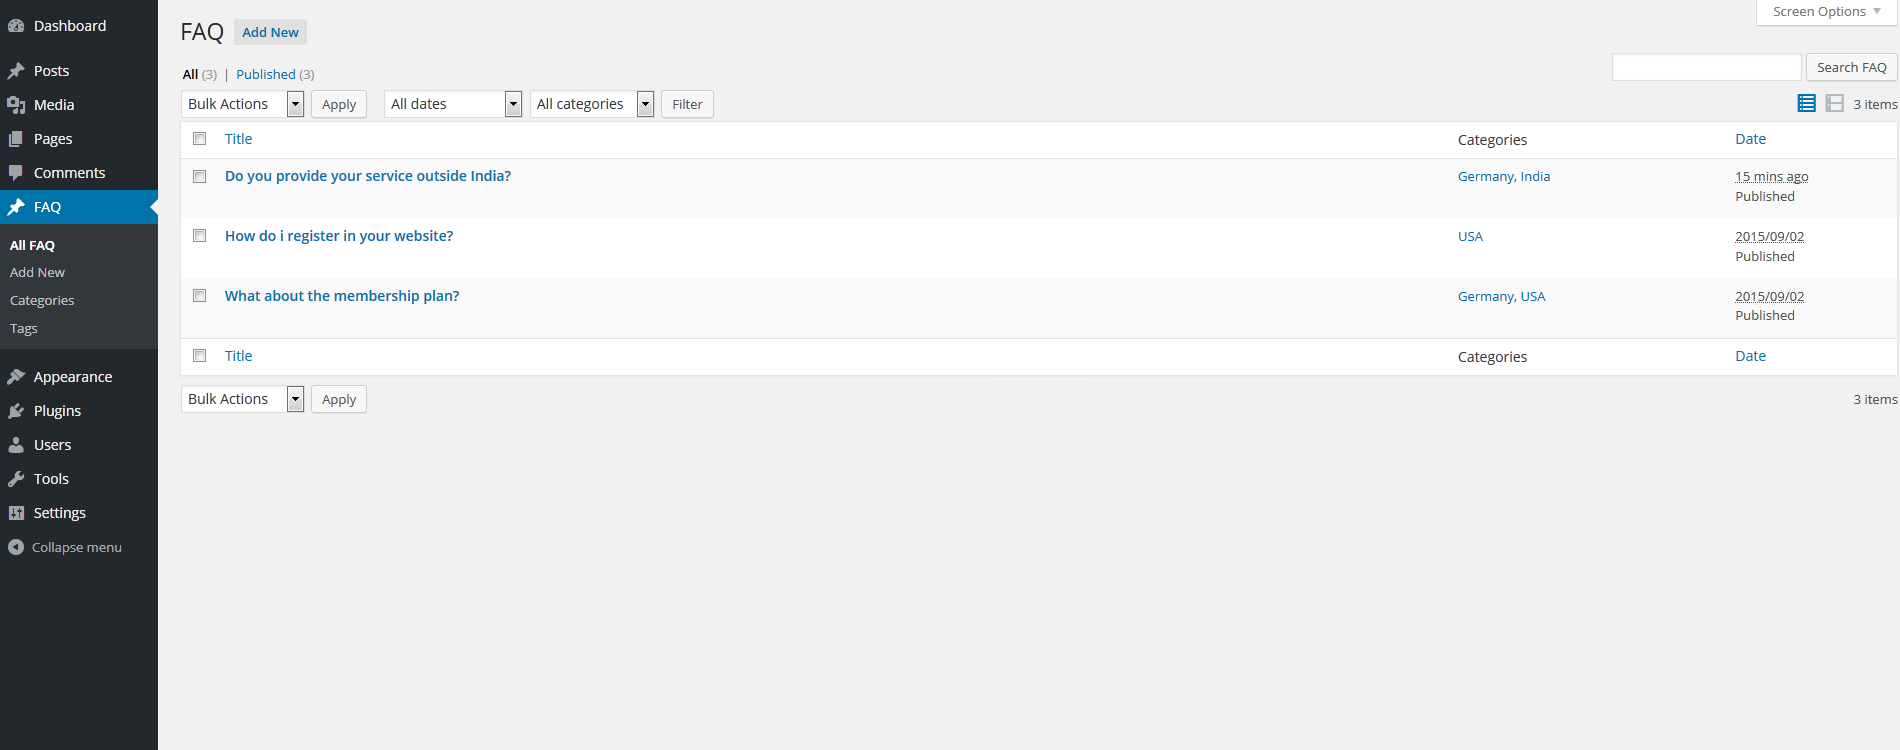 Dashboard
Posts
Media
Pages
Comments
FAQ
All FAQ
Add New
Categories
Tags
Appearance
Plugins
Users
Tools
Settings
Collapse menu
Screen Options
FAQ Add New
All (3) | Published (3)
Search FAQ
Bulk Actions Apply All dates All categories Filter 3 items
Title Categories Date
Do you provide your service outside India? Germany, India 15 mins ago
Published
How do i register in your website? USA 2015/09/02
Published
What about the membership plan? Germany, USA 2015/09/02
Published
Title Categories Date
Bulk Actions Apply 3 items